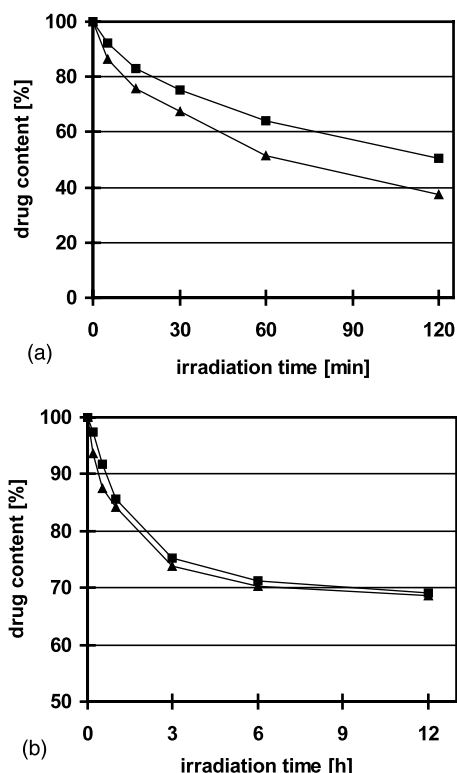 100
80
60
40
20
0
drug content [%]
0 30 60 90 120
irradiation time [min]
(a)
100
90
80
70
60
50
drug content [%]
0 3 6 9 12
irradiation time [h]
(b)